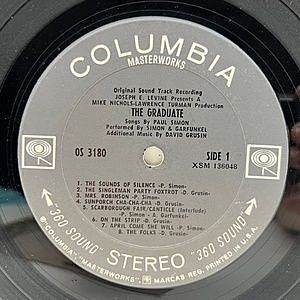 COLUMBIA
MASTERWORKS
Original Sound Track Recording
JOSEPH E. LEVINE Presents A
MIKE NICHOLS-LAWRENCE TURMAN Production
THE GRADUATE
Songs By PAUL SIMON
Performed By SIMON & GARFUNKEL
Additional Music By DAVID GRUSIN
OS 3180
SIDE 1
XSM 136048
1. THE SOUNDS OF SILENCE -P. Simon-
2. THE SINGLEMAN PARTY FOXTROT -D. Grusin-
3. MRS. ROBINSON -P. Simon-
4. SUNPORCH CHA-CHA-CHA -D. Grusin-
5. SCARBOROUGH FAIR/CANTICLE (Interlude)
-P. Simon - A. Garfunkel-
6. ON THE STRIP -D. Grusin-
7. APRIL COME SHE WILL -P. Simon-
8. THE FOLKS -D. Grusin-
"360 SOUND" STEREO "360 SOUND"
"COLUMBIA", "MASTERWORKS", MARCAS REG. PRINTED IN U.S.A.